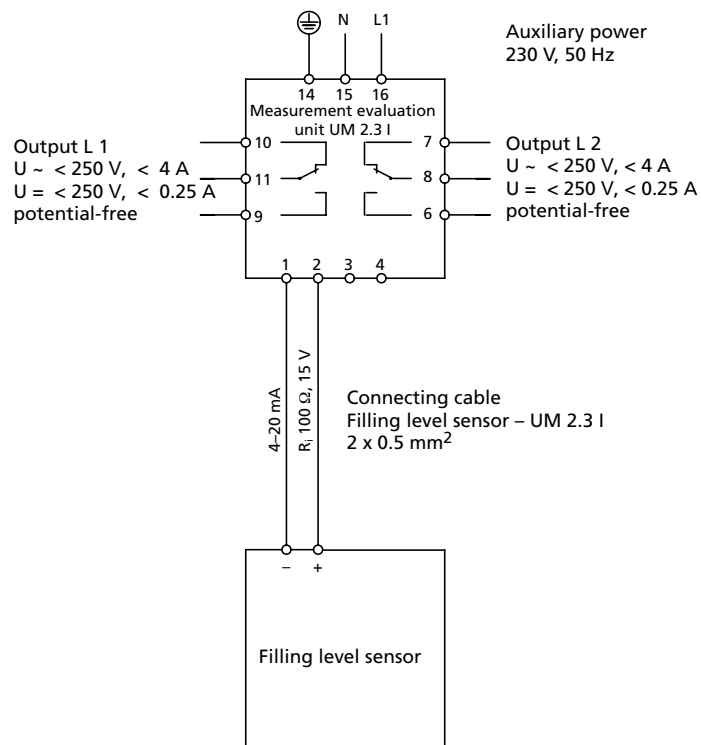 N L1
Auxiliary power
230 V, 50 Hz
14 15 16
Measurement evaluation
unit UM 2.3 I
Output L 1
U ~ < 250 V, < 4 A
U = < 250 V, < 0.25 A
potential-free
10
11
9
7
8
6
Output L 2
U ~ < 250 V, < 4 A
U = < 250 V, < 0.25 A
potential-free
1 2 3 4
4–20 mA
Ri 100 Ω, 15 V
Connecting cable
Filling level sensor – UM 2.3 I
2 x 0.5 mm²
– +
Filling level sensor